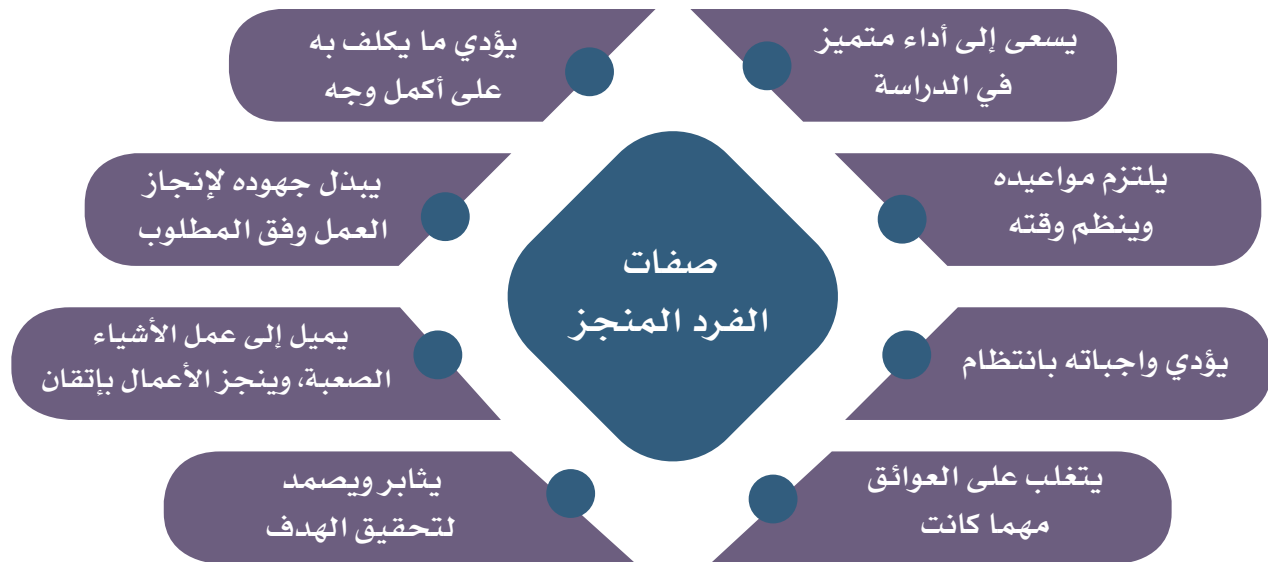 صفات
الفرد المنجز
يسعى إلى أداء متميز
في الدراسة
يلتزم مواعيده
وينظم وقته
يؤدي واجباته بانتظام
يتغلب على العوائق
مهما كانت
يؤدي ما يكلف به
على أكمل وجه
يبذل جهوده لإنجاز
العمل وفق المطلوب
يميل إلى عمل الأشياء
الصعبة، وينجز الأعمال بإتقان
يثابر ويصمد
لتحقيق الهدف